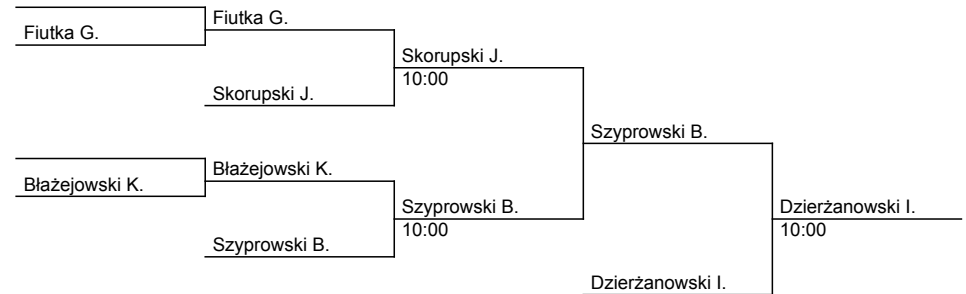 Fiutka G.
Fiutka G.
Skorupski J.
10:00
Skorupski J.
Szyprowski B.
Błażejowski K.
Błażejowski K.
Szyprowski B.
10:00
Dzierżanowski I.
10:00
Szyprowski B.
Dzierżanowski I.